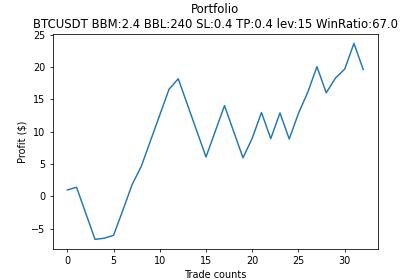 Portfolio
BTCUSDT BBM:2.4 BBL:240 SL:0.4 TP:0.4 lev:15 WinRatio:67.0
25
20
15
10
5
0
−5
Profit ($)
0 5 10 15 20 25 30
Trade counts